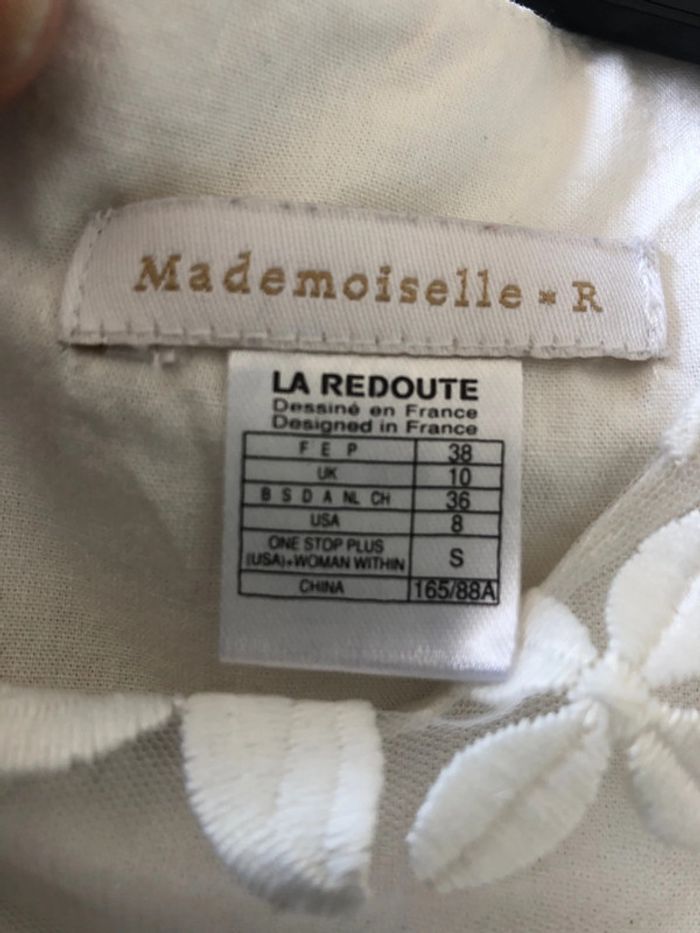 Mademoiselle * R
LA REDOUTE
Dessiné en France
Designed in France
F E P 38
UK 10
B S D A NL CH 36
USA 8
ONE STOP PLUS
(USA)+WOMAN WITHIN S
CHINA 165/88A